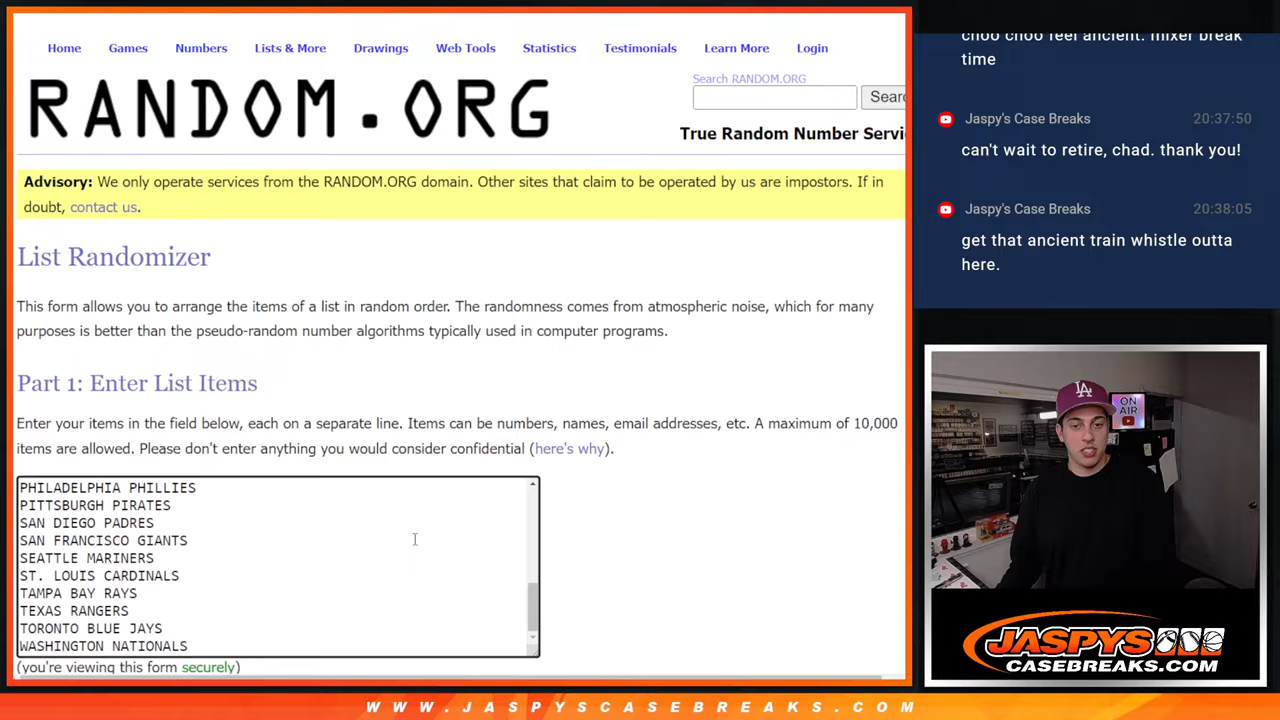 Home Games Numbers Lists & More Drawings Web Tools Statistics Testimonials Learn More Login
RANDOM.ORG
Search RANDOM.ORG
Searc
True Random Number Servi
Advisory: We only operate services from the RANDOM.ORG domain. Other sites that claim to be operated by us are impostors. If in
doubt, contact us.
List Randomizer
This form allows you to arrange the items of a list in random order. The randomness comes from atmospheric noise, which for many
purposes is better than the pseudo-random number algorithms typically used in computer programs.
Part 1: Enter List Items
Enter your items in the field below, each on a separate line. Items can be numbers, names, email addresses, etc. A maximum of 10,000
items are allowed. Please don't enter anything you would consider confidential (here's why).
PHILADELPHIA PHILLIES
PITTSBURGH PIRATES
SAN DIEGO PADRES
SAN FRANCISCO GIANTS
SEATTLE MARINERS
ST. LOUIS CARDINALS
TAMPA BAY RAYS
TEXAS RANGERS
TORONTO BLUE JAYS
WASHINGTON NATIONALS
(you're viewing this form securely)
choo choo feel ancient. mixer break
time
Jaspy's Case Breaks 20:37:50
can't wait to retire, chad. thank you!
Jaspy's Case Breaks 20:38:05
get that ancient train whistle outta
here.
LA
ON
AIR
JASPYS
CASEBREAKS.COM
WWW.JASPYSCASEBREAKS.COM